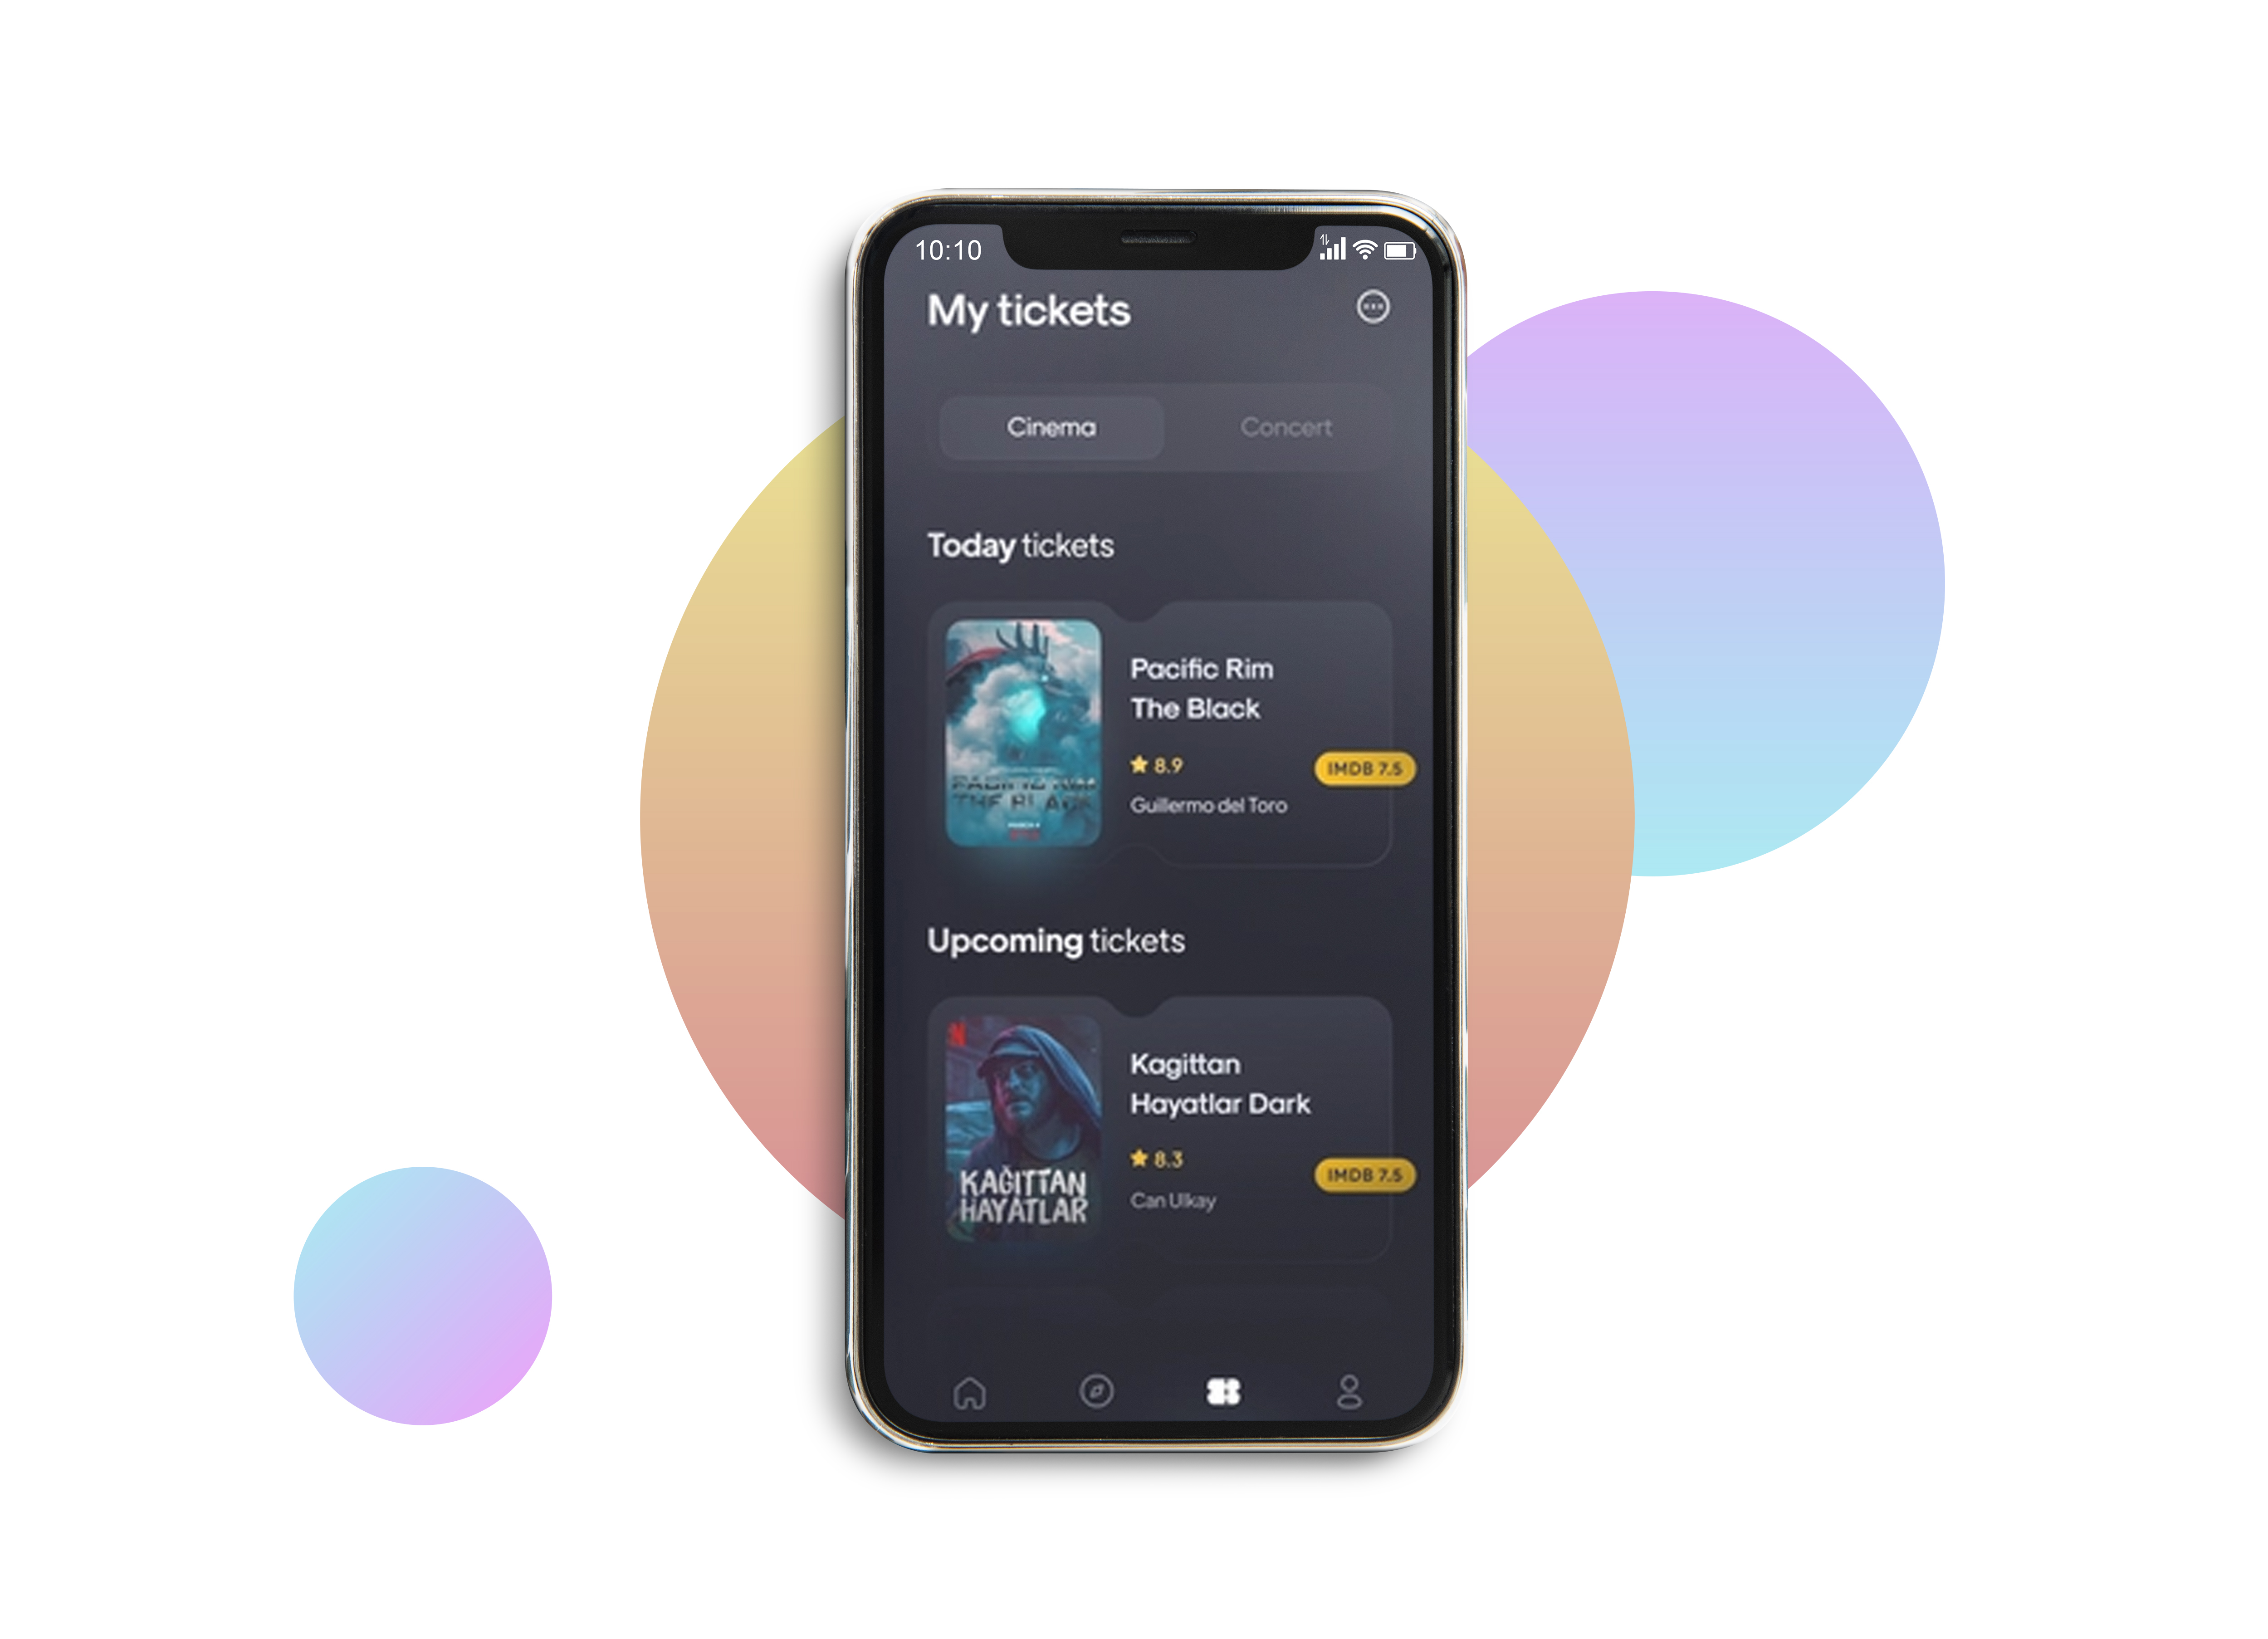 10:10
My tickets
Cinema
Concert
Today tickets
Pacific Rim
The Black
8.9
IMDB 7.5
Guillermo del Toro
PACIFIC RIM
THE BLACK
Upcoming tickets
Kagittan
Hayatlar Dark
8.3
IMDB 7.5
Can Ulkay
N
KAĞITTAN
HAYATLAR